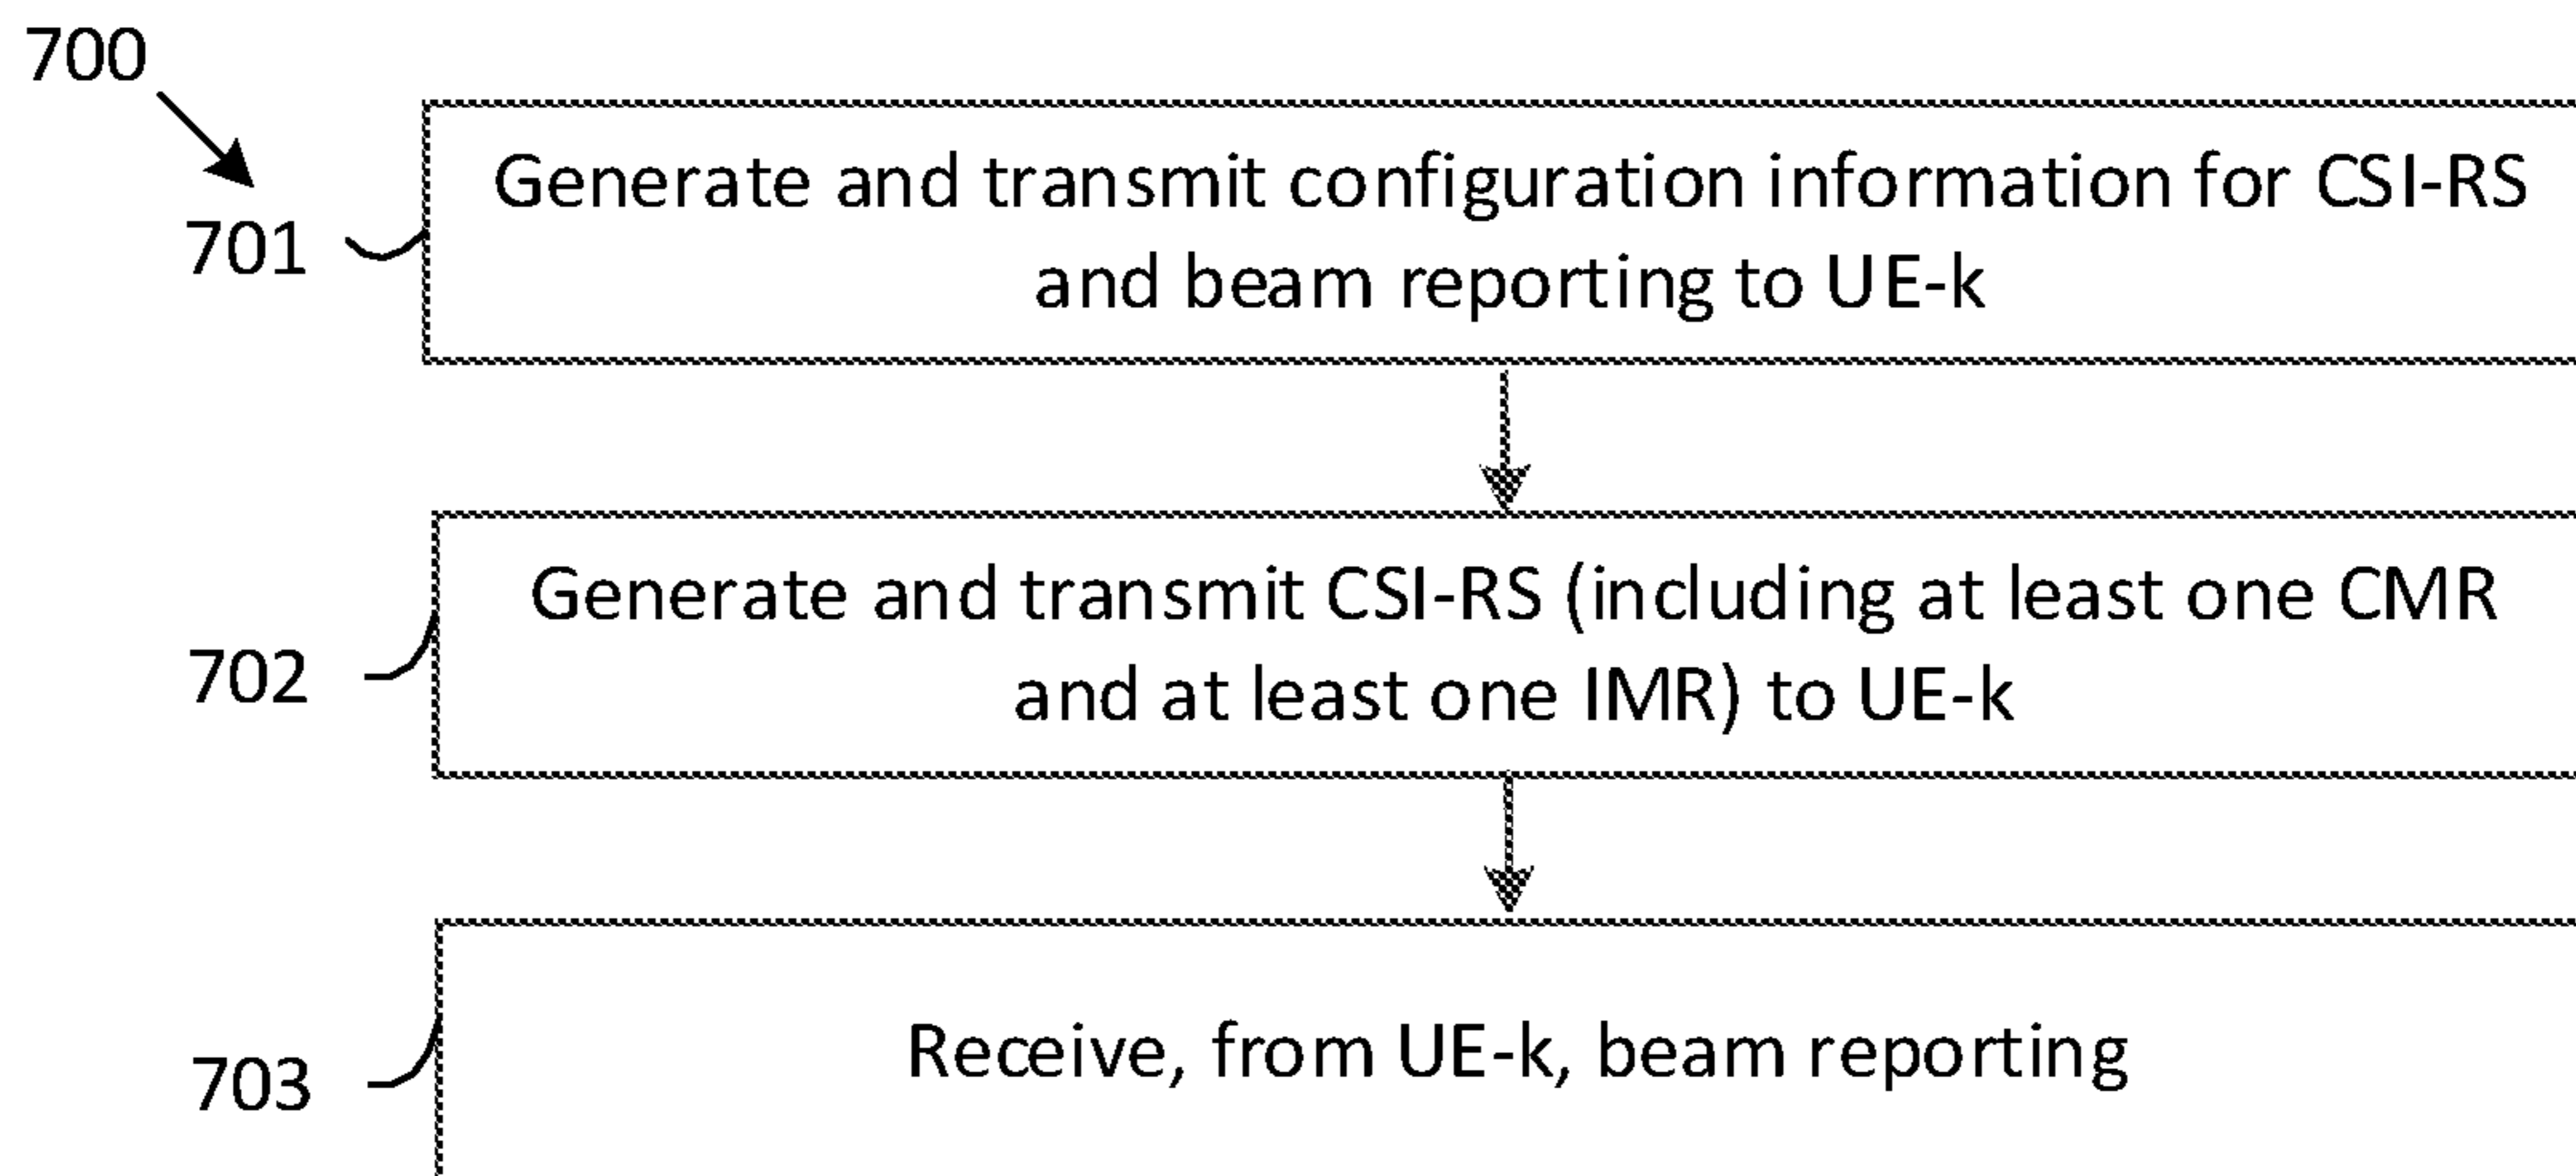 700
701
Generate and transmit configuration information for CSI-RS
and beam reporting to UE-k
702
Generate and transmit CSI-RS (including at least one CMR
and at least one IMR) to UE-k
703
Receive, from UE-k, beam reporting